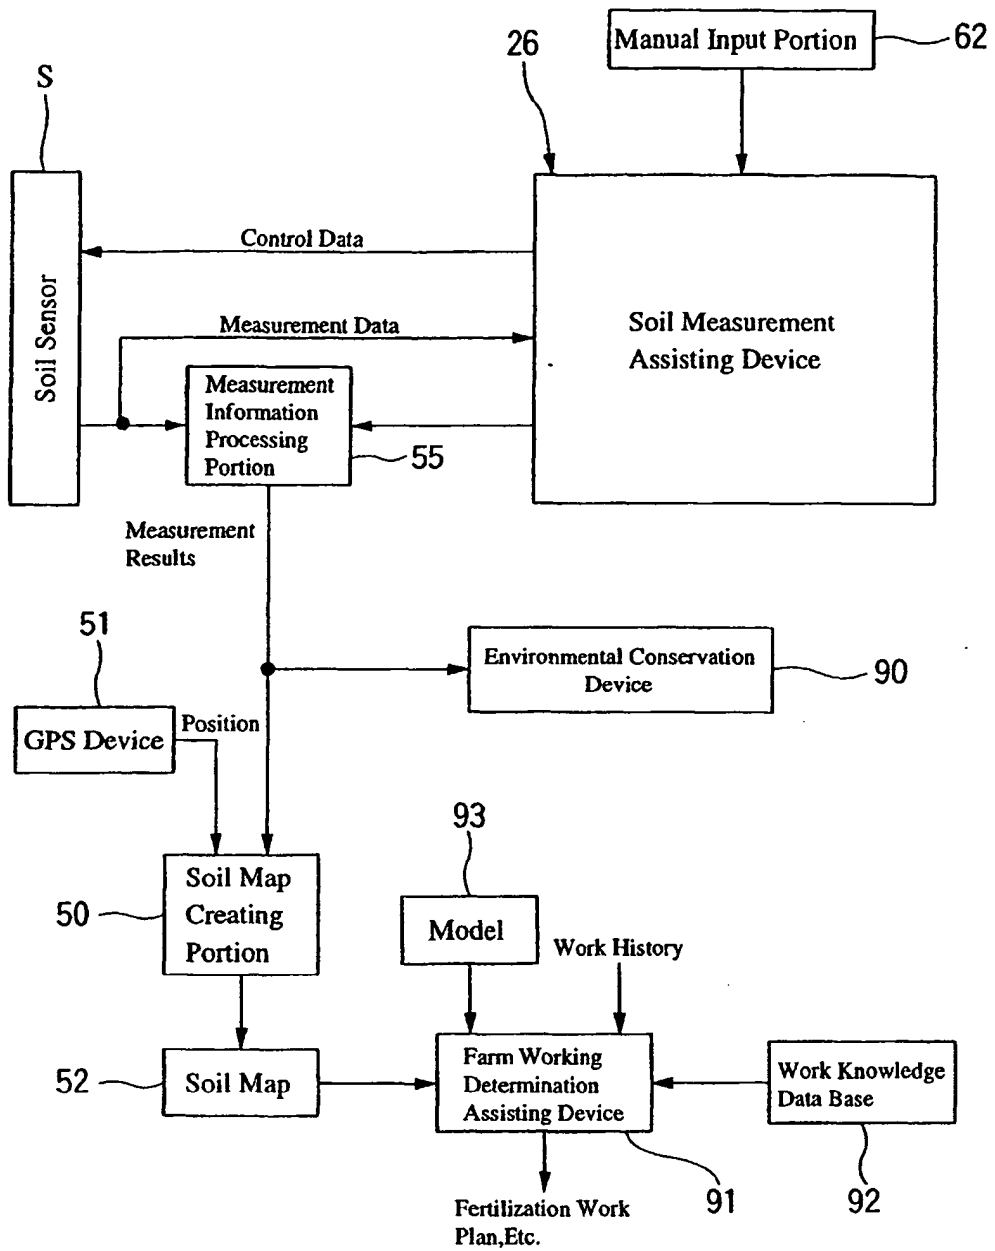 Manual Input Portion
62
26
S
Control Data
Soil Sensor
Measurement Data
Soil Measurement
Assisting Device
Measurement
Information
Processing
Portion
55
Measurement
Results
51
Environmental Conservation
Device
90
GPS Device
Position
93
Soil Map
Creating
Portion
50
Model
Work History
52
Soil Map
Farm Working
Determination
Assisting Device
Work Knowledge
Data Base
91
92
Fertilization Work
Plan,Etc.